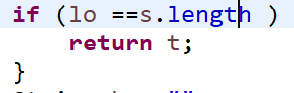 if (lo ==s.length )
    return t;
}